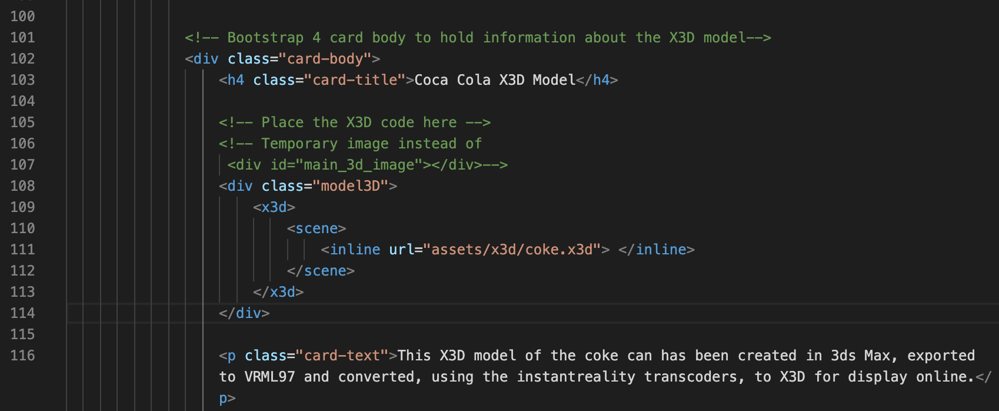 100
101 <!-- Bootstrap 4 card body to hold information about the X3D model-->
102 <div class="card-body">
103 <h4 class="card-title">Coca Cola X3D Model</h4>
104
105 <!-- Place the X3D code here -->
106 <!-- Temporary image instead of
107 <div id="main_3d_image"></div>-->
108 <div class="model3D">
109 <x3d>
110 <scene>
111 <inline url="assets/x3d/coke.x3d"> </inline>
112 </scene>
113 </x3d>
114 </div>
115
116 <p class="card-text">This X3D model of the coke can has been created in 3ds Max, exported
to VRML97 and converted, using the instantreality transcoders, to X3D for display online.</
p>